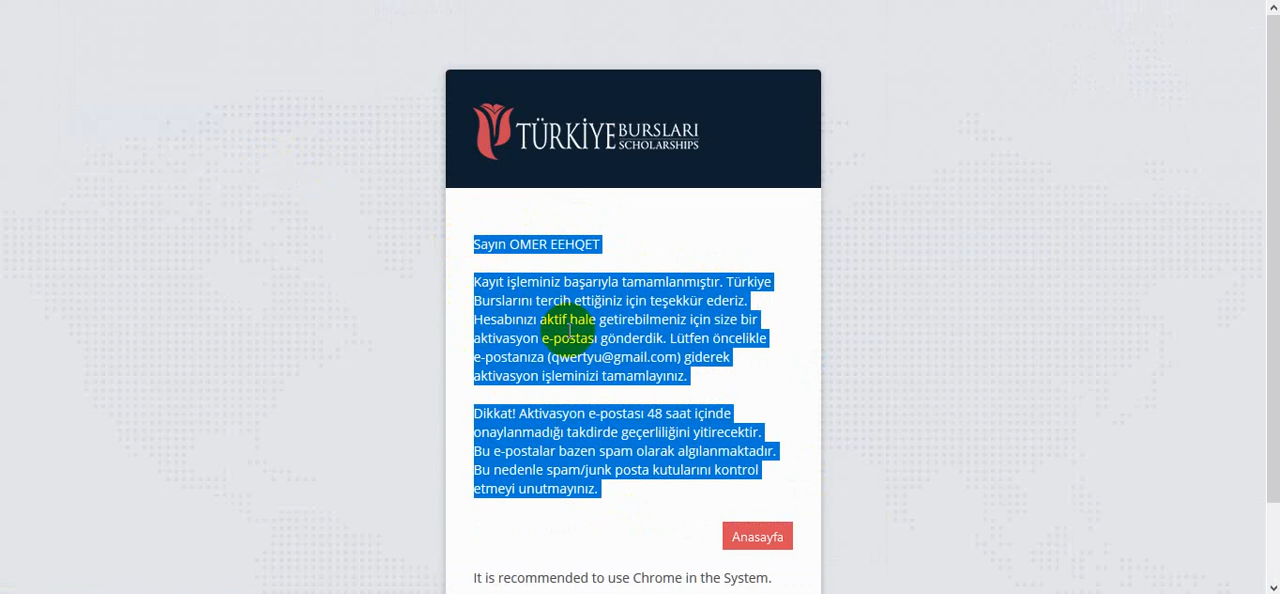 TÜRKİYE BURSLARI
SCHOLARSHIPS
Sayın OMER EEHQET
Kayıt işleminiz başarıyla tamamlanmıştır. Türkiye
Burslarını tercih ettiğiniz için teşekkür ederiz.
Hesabınızı aktif hale getirebilmeniz için size bir
aktivasyon e-postası gönderdik. Lütfen öncelikle
e-postanıza (qwertyu@gmail.com) giderek
aktivasyon işleminizi tamamlayınız.
Dikkat! Aktivasyon e-postası 48 saat içinde
onaylanmadığı takdirde geçerliliğini yitirecektir.
Bu e-postalar bazen spam olarak algılanmaktadır.
Bu nedenle spam/junk posta kutularını kontrol
etmeyi unutmayınız.
Anasayfa
It is recommended to use Chrome in the System.